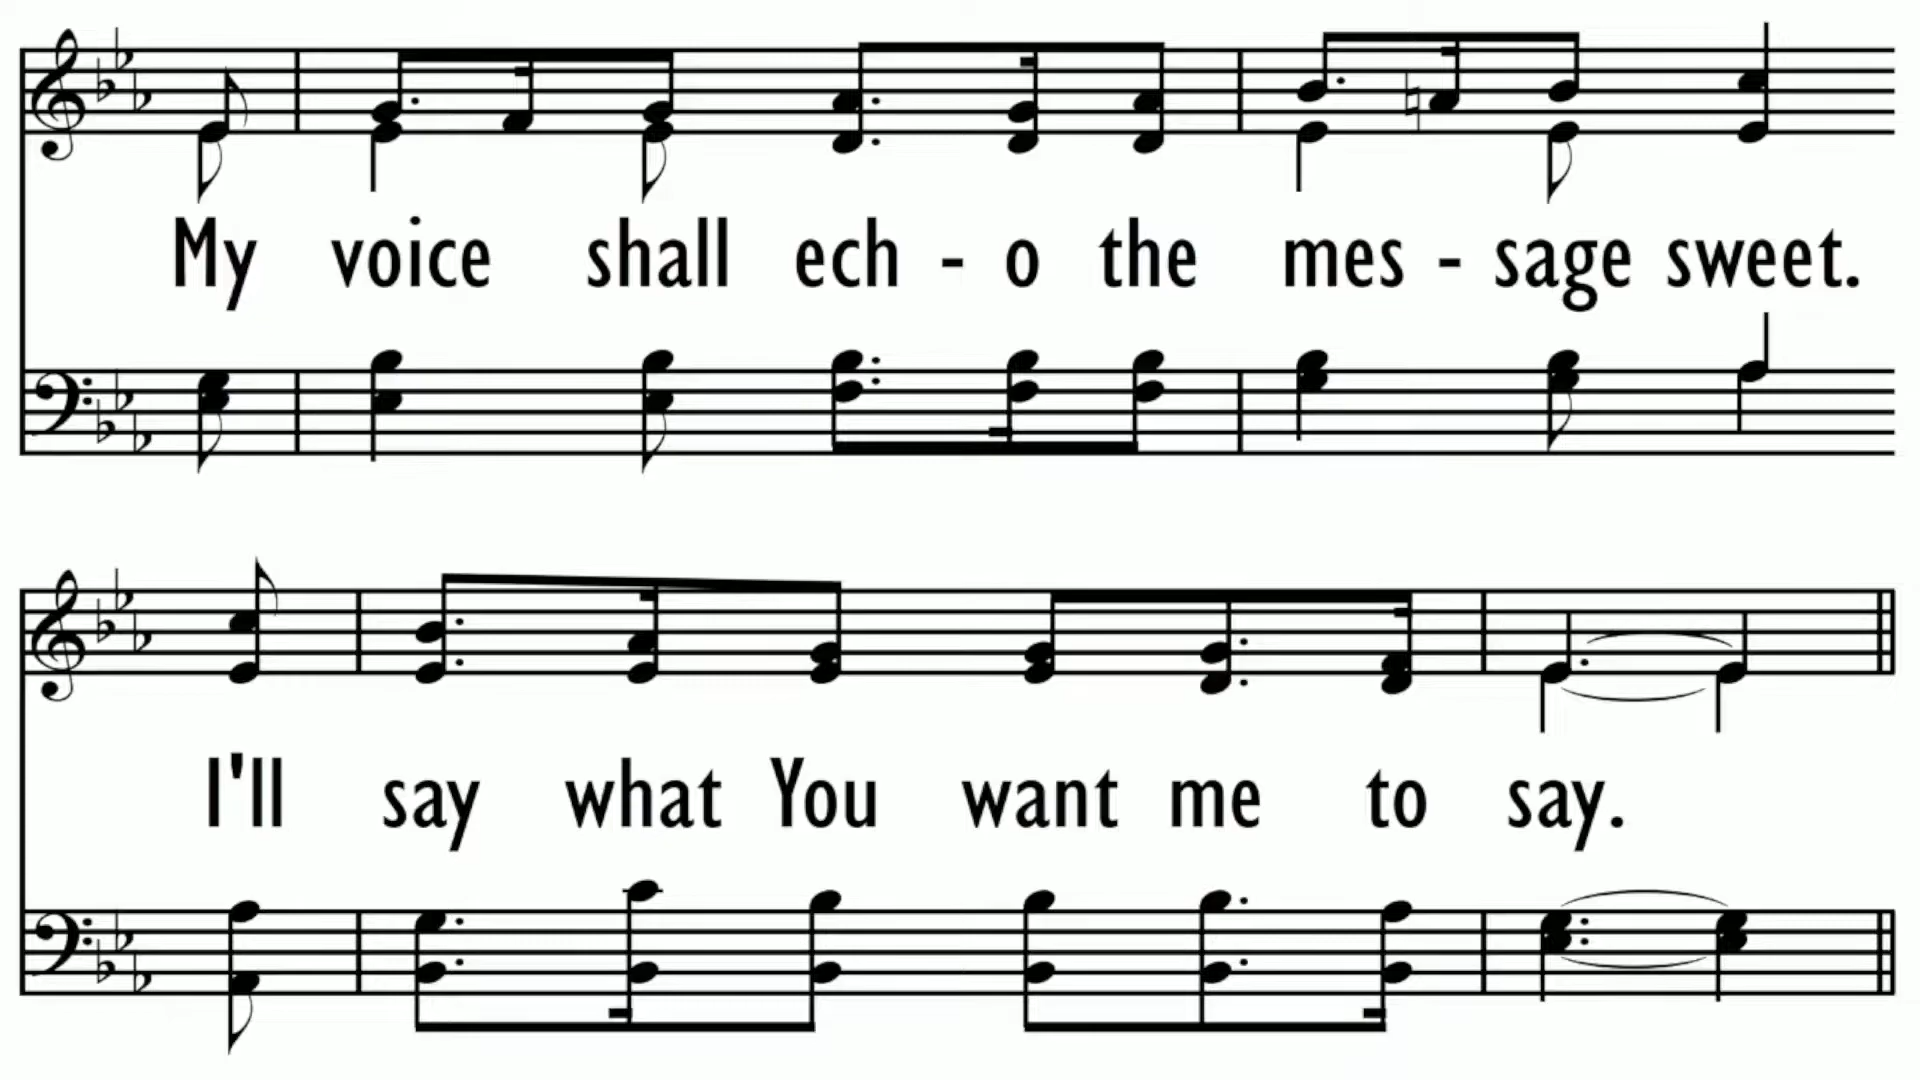 My voice shall ech - o the mes - sage sweet.
I'll say what You want me to say.